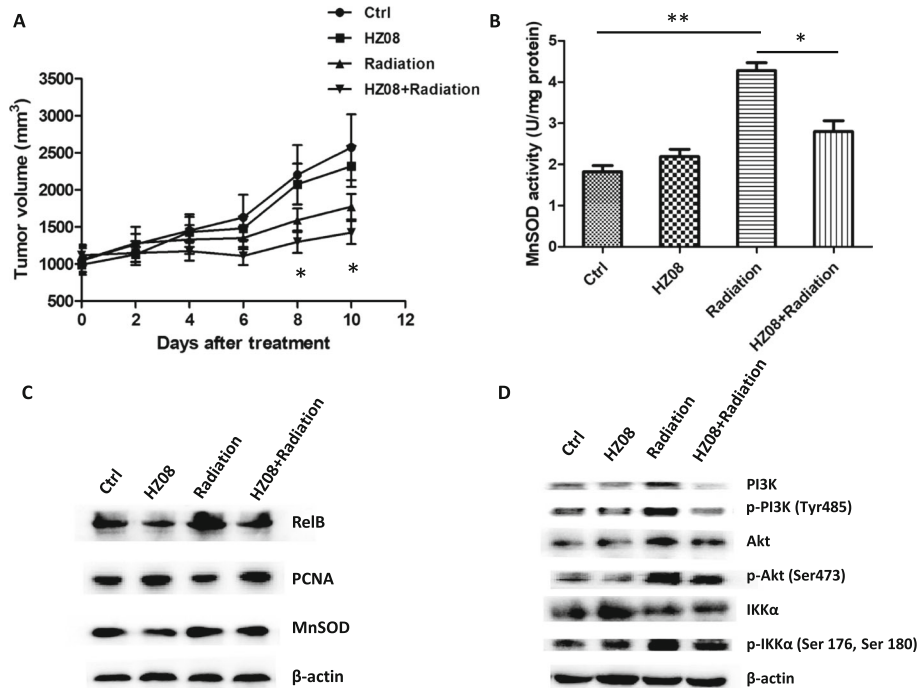 A
Ctrl
HZ08
Radiation
HZ08+Radiation
3500
3000
2500
2000
1500
1000
500
Tumor volume (mm³)
* *
0 2 4 6 8 10 12
Days after treatment
B
**
*
5
4
3
2
1
0
MnSOD activity (U/mg protein)
Ctrl
HZ08
Radiation
HZ08+Radiation
C
Ctrl
HZ08
Radiation
HZ08+Radiation
RelB
PCNA
MnSOD
β-actin
D
Ctrl
HZ08
Radiation
HZ08+Radiation
PI3K
p-PI3K (Tyr485)
Akt
p-Akt (Ser473)
IKKα
p-IKKα (Ser 176, Ser 180)
β-actin